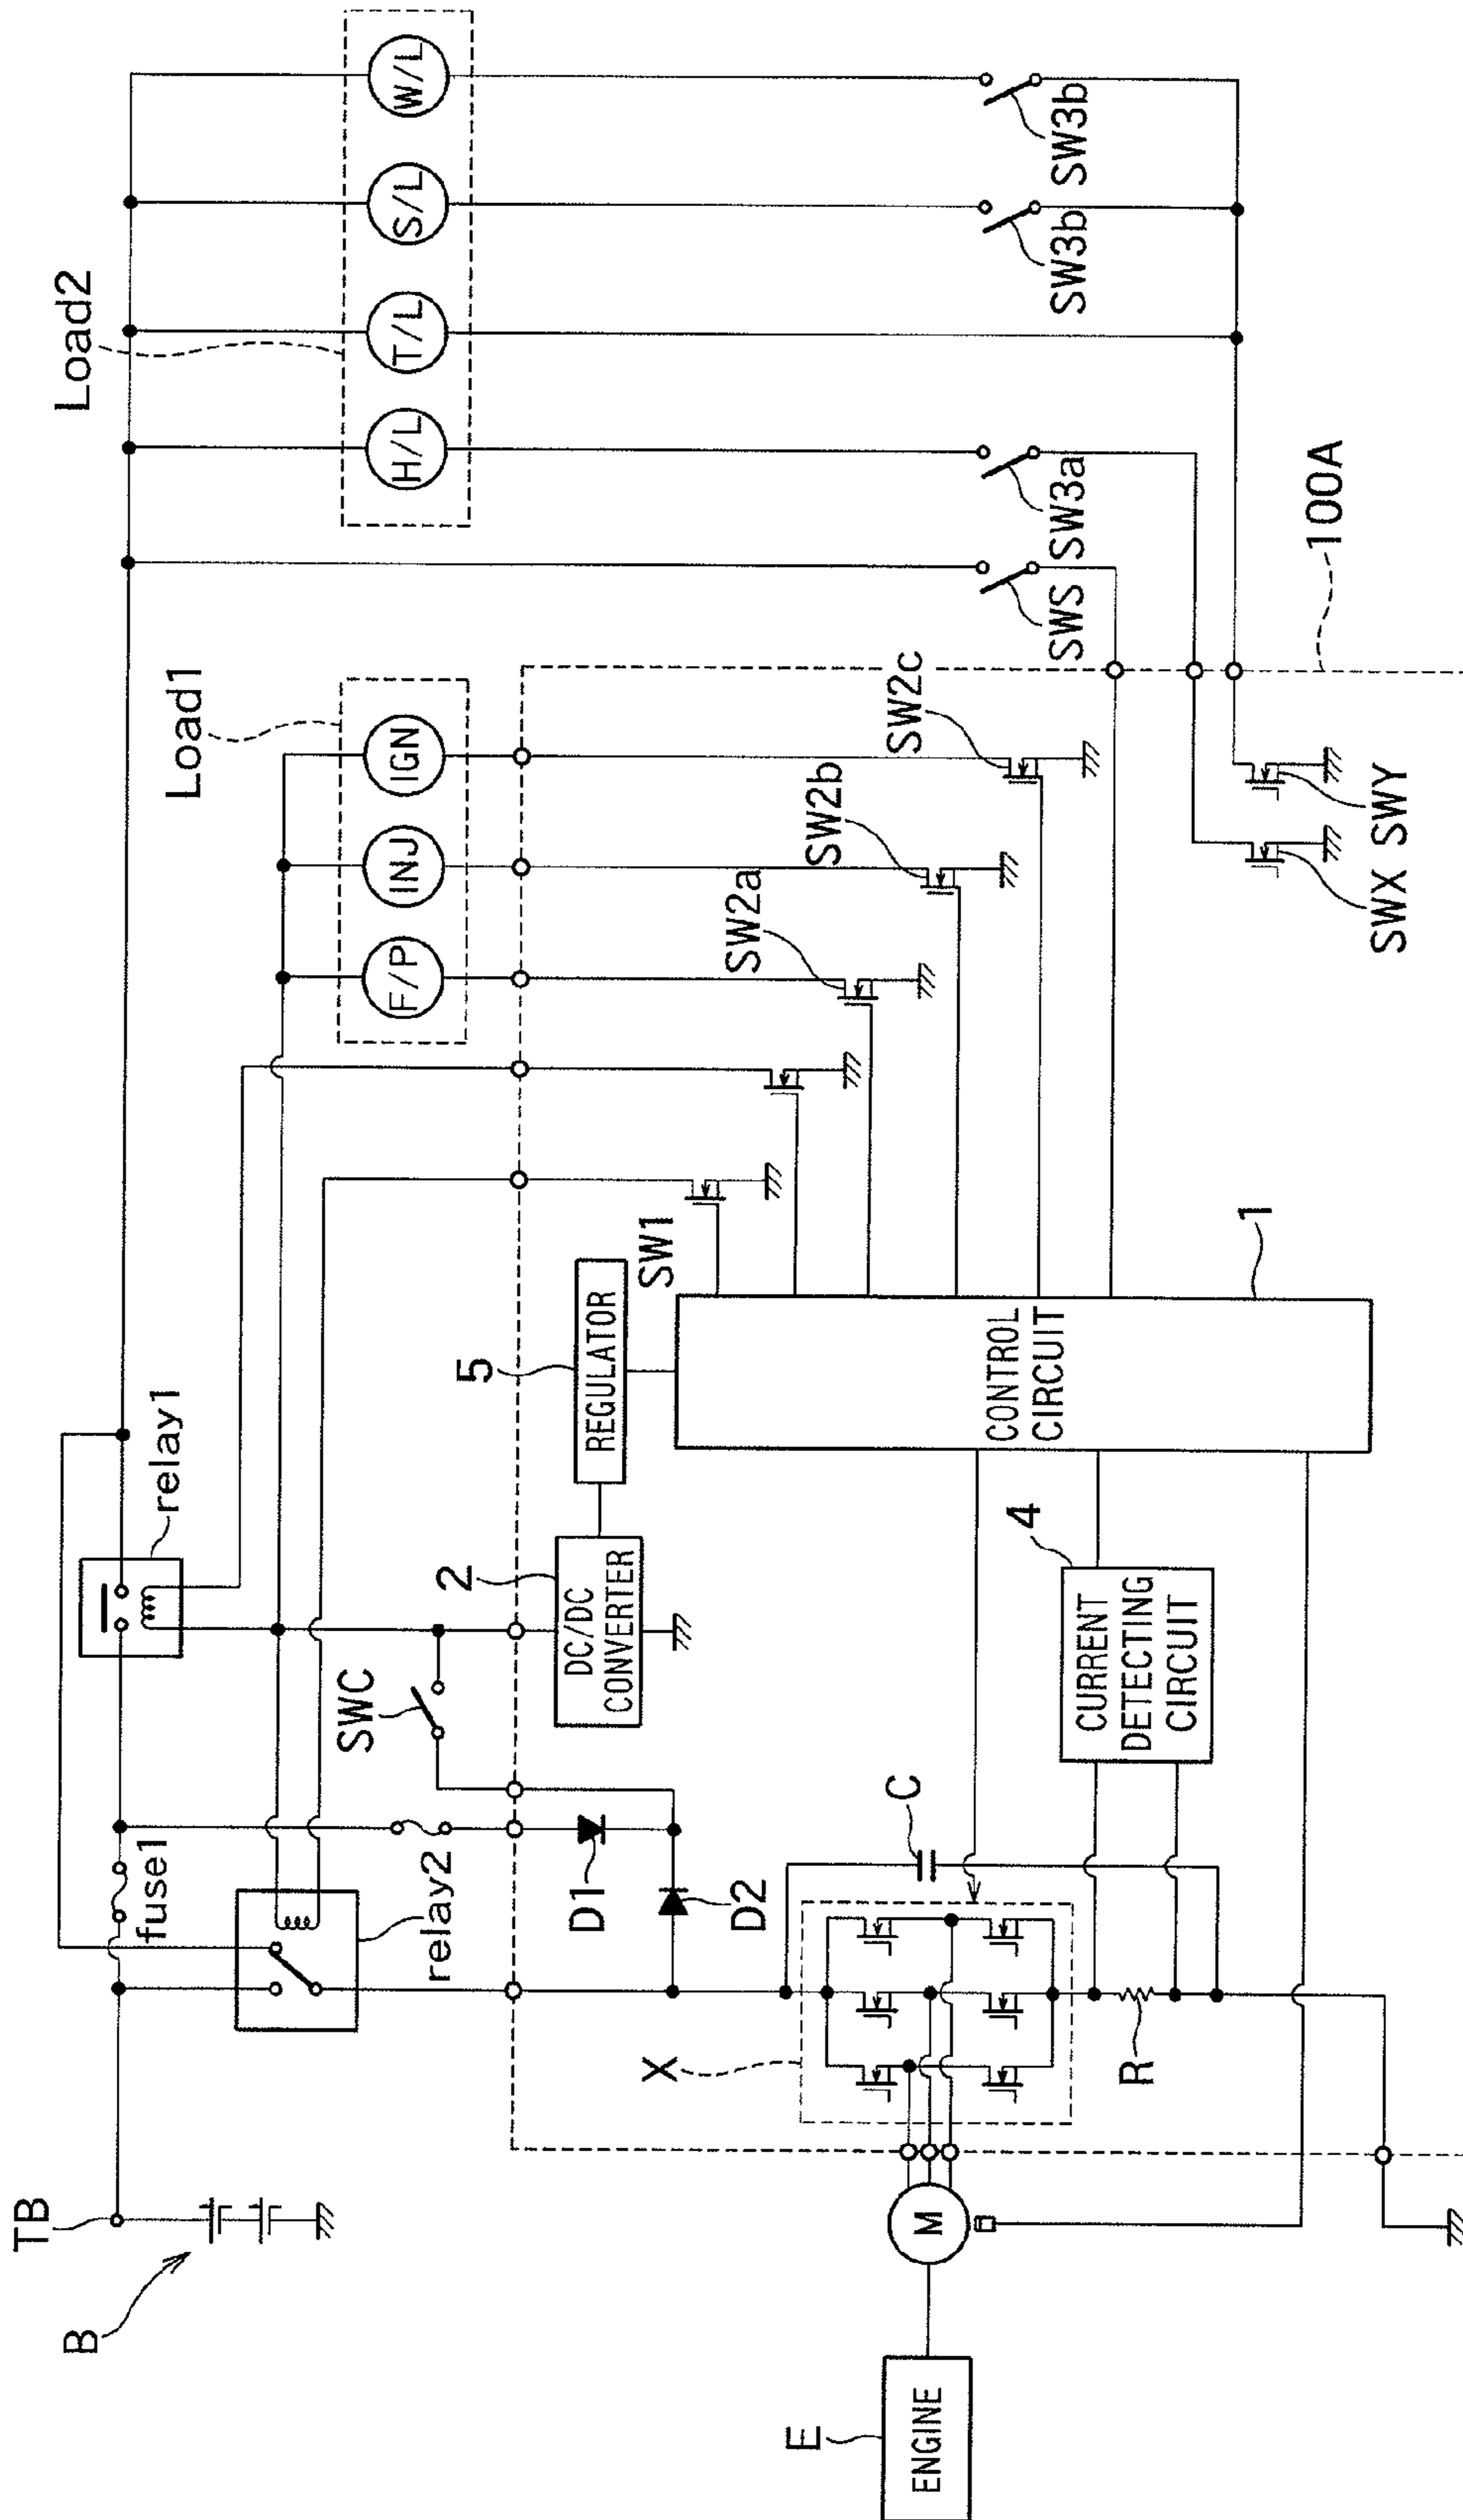 B
TB
fuse1
relay1
relay2
SWC
D1
D2
Load1
F/P
INJ
IGN
Load2
H/L
T/L
S/L
W/L
2
DC/DC
CONVERTER
5
REGULATOR
SW1
SW2a
SW2b
SW2c
SWS
SW3a
SW3b
SW3b
100A
SWX
SWY
E
ENGINE
M
X
C
R
4
CURRENT
DETECTING
CIRCUIT
CONTROL
CIRCUIT
1